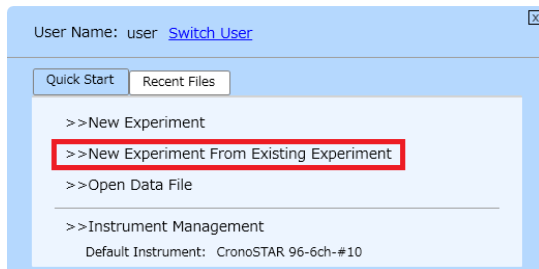 User Name: user Switch User
Quick Start Recent Files
>>New Experiment
>>New Experiment From Existing Experiment
>>Open Data File
>>Instrument Management
Default Instrument: CronoSTAR 96-6ch-#10